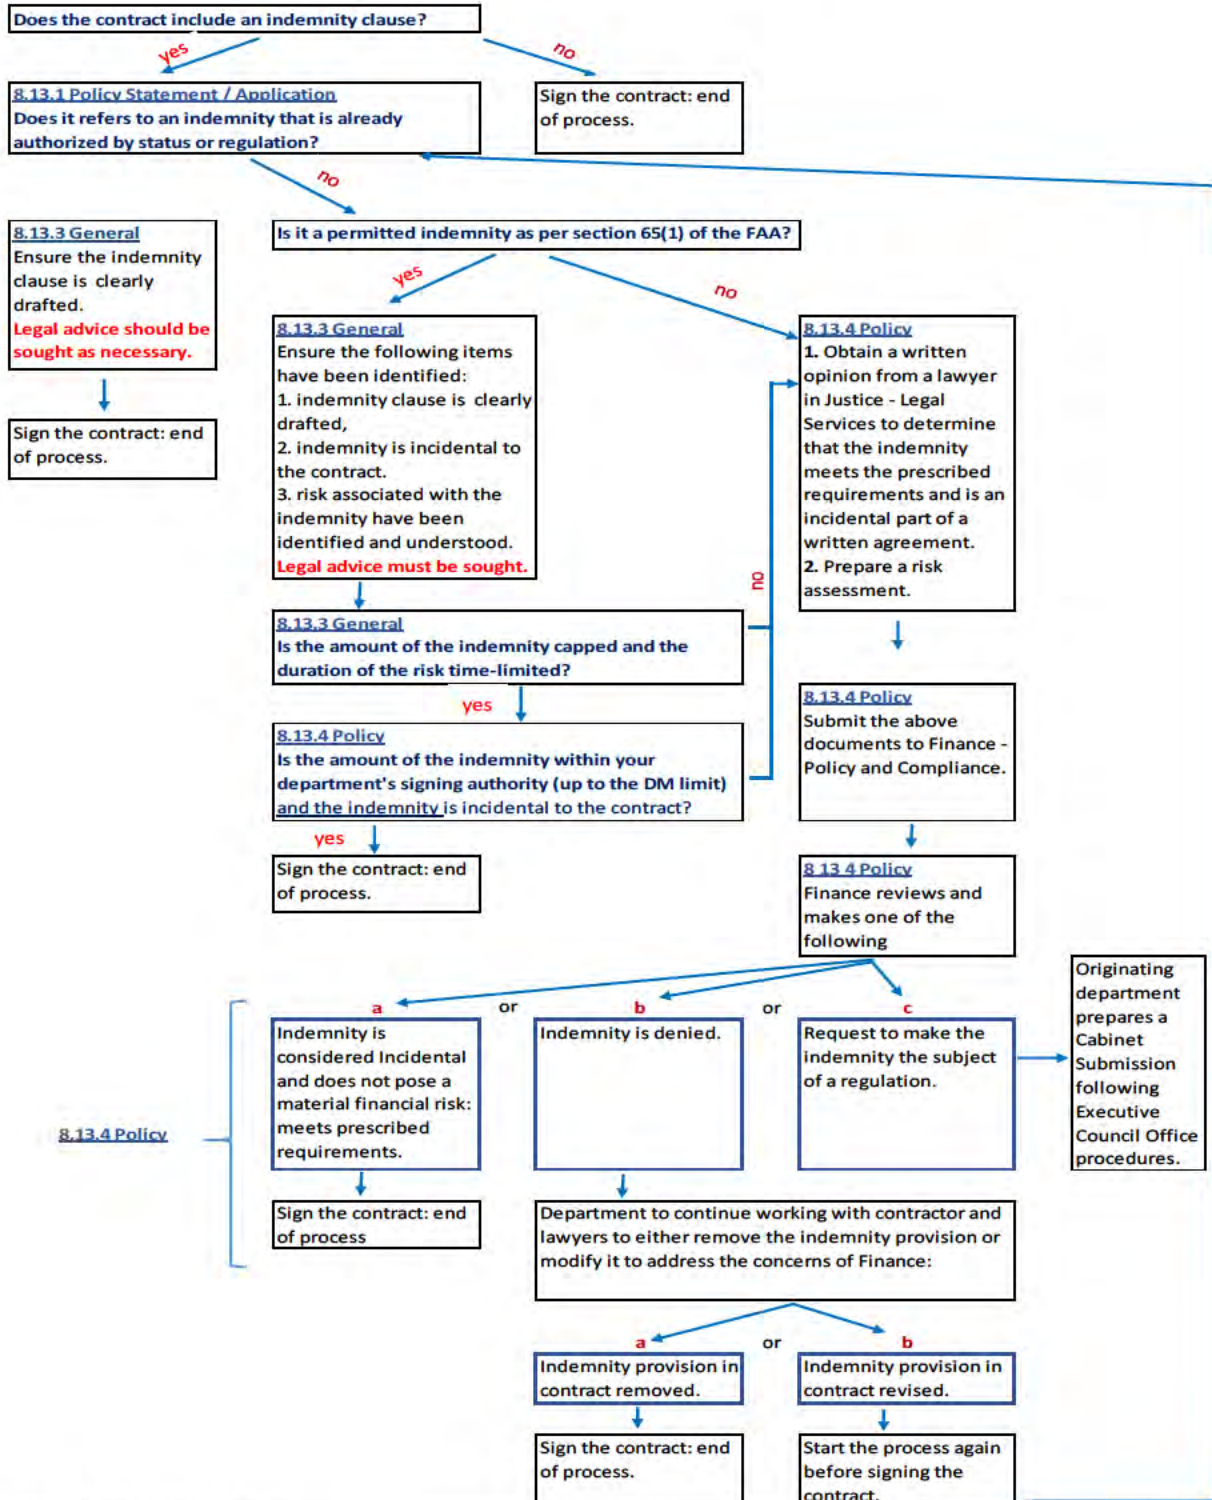 Does the contract include an indemnity clause?
yes
no
8.13.1 Policy Statement / Application
Does it refers to an indemnity that is already
authorized by status or regulation?
Sign the contract: end
of process.
no
8.13.3 General
Ensure the indemnity
clause is clearly
drafted.
Legal advice should be
sought as necessary.
Sign the contract: end
of process.
Is it a permitted indemnity as per section 65(1) of the FAA?
yes
no
8.13.3 General
Ensure the following items
have been identified:
1. indemnity clause is clearly
drafted,
2. indemnity is incidental to
the contract.
3. risk associated with the
indemnity have been
identified and understood.
Legal advice must be sought.
8.13.4 Policy
1. Obtain a written
opinion from a lawyer
in Justice - Legal
Services to determine
that the indemnity
meets the prescribed
requirements and is an
incidental part of a
written agreement.
2. Prepare a risk
assessment.
no
8.13.3 General
Is the amount of the indemnity capped and the
duration of the risk time-limited?
yes
8.13.4 Policy
Is the amount of the indemnity within your
department's signing authority (up to the DM limit)
and the indemnity is incidental to the contract?
yes
Sign the contract: end
of process.
8.13.4 Policy
Submit the above
documents to Finance -
Policy and Compliance.
8 13 4 Policy
Finance reviews and
makes one of the
following
a
or
b
or
c
8.13.4 Policy
Indemnity is
considered Incidental
and does not pose a
material financial risk:
meets prescribed
requirements.
Indemnity is denied.
Request to make the
indemnity the subject
of a regulation.
Originating
department
prepares a
Cabinet
Submission
following
Executive
Council Office
procedures.
Sign the contract: end
of process
Department to continue working with contractor and
lawyers to either remove the indemnity provision or
modify it to address the concerns of Finance:
a
or
b
Indemnity provision in
contract removed.
Indemnity provision in
contract revised.
Sign the contract: end
of process.
Start the process again
before signing the
contract.